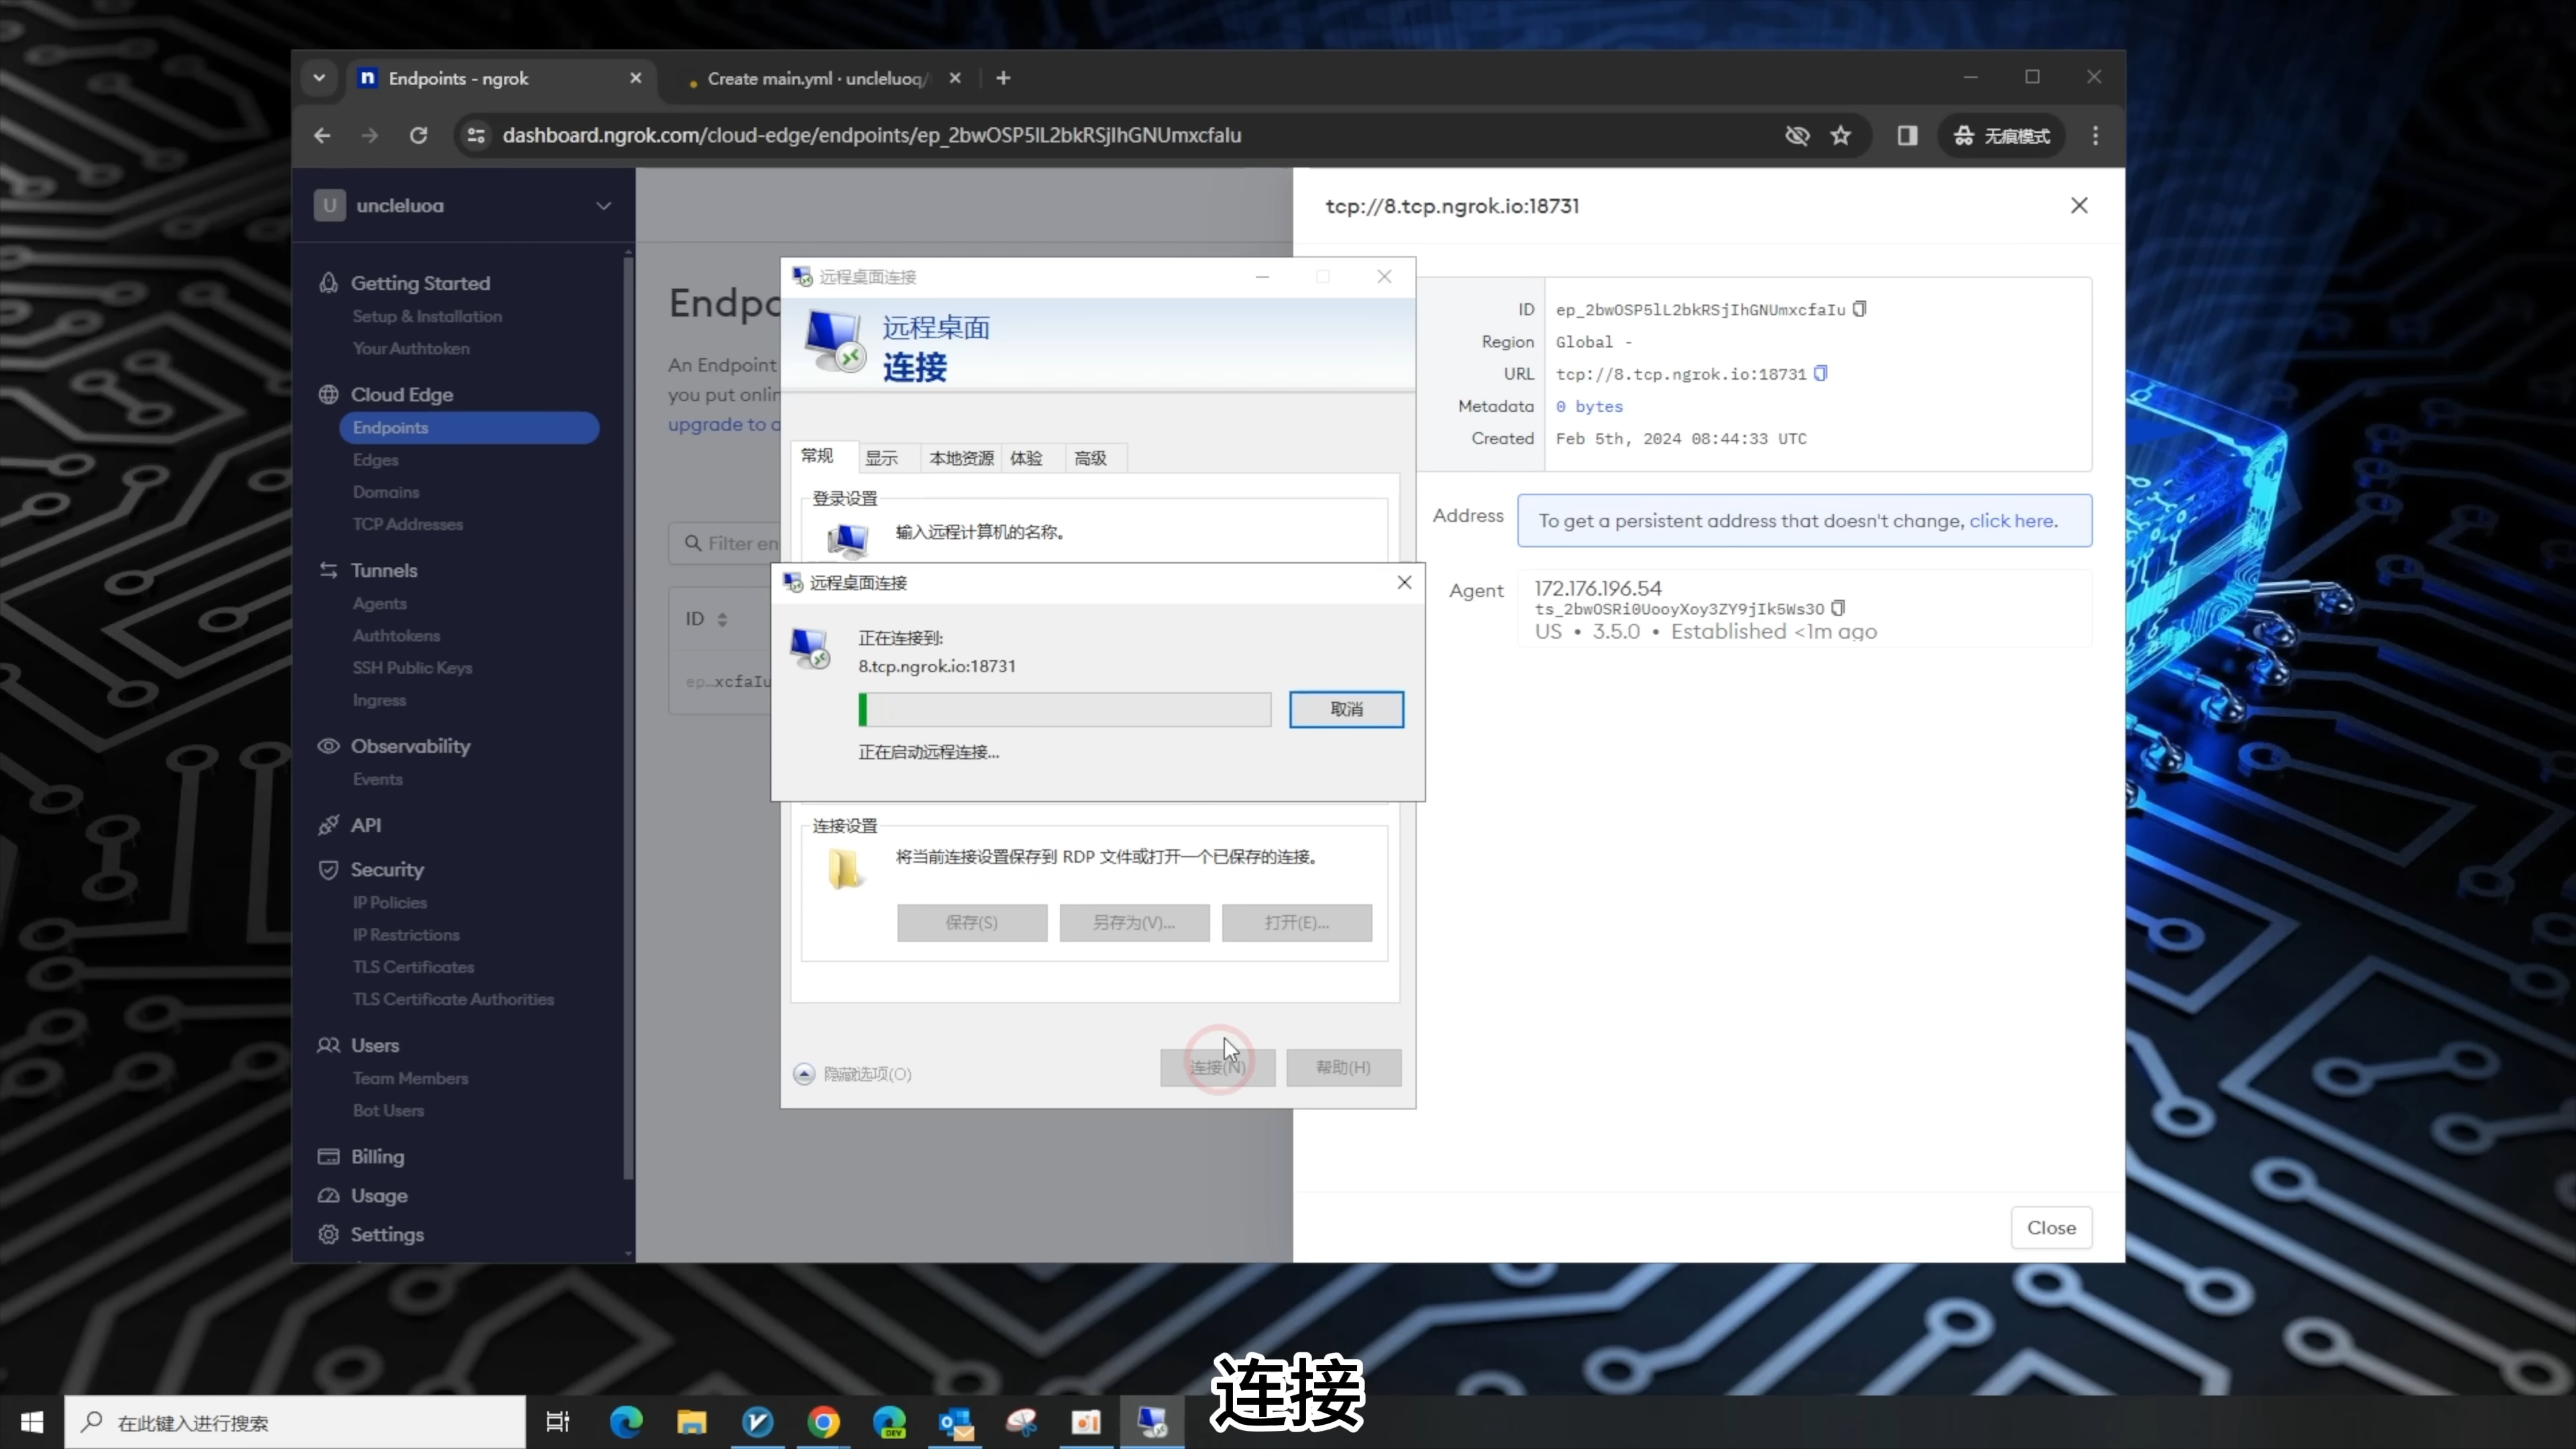 Endpoints - ngrok
Create main.yml · uncleluoq/
dashboard.ngrok.com/cloud-edge/endpoints/ep_2bwOSP5lL2bkRSjIhGNUmxcfaIu
无痕模式
U
uncleluoq
Getting Started
Setup & Installation
Your Authtoken
Cloud Edge
Endpoints
Edges
Domains
TCP Addresses
Tunnels
Agents
Authtokens
SSH Public Keys
Ingress
Observability
Events
API
Security
IP Policies
IP Restrictions
TLS Certificates
TLS Certificate Authorities
Users
Team Members
Bot Users
Billing
Usage
Settings
Endpo
An Endpoint
you put onlin
upgrade to a
Filter en
ID
ep…xcfaIu
远程桌面连接
远程桌面
连接
常规 显示 本地资源 体验 高级
登录设置
输入远程计算机的名称。
远程桌面连接
正在连接到:
8.tcp.ngrok.io:18731
取消
正在启动远程连接...
连接设置
将当前连接设置保存到 RDP 文件或打开一个已保存的连接。
保存(S) 另存为(V)... 打开(E)...
隐藏选项(O)
连接(N) 帮助(H)
tcp://8.tcp.ngrok.io:18731
ID ep_2bwOSP5lL2bkRSjIhGNUmxcfaIu
Region Global -
URL tcp://8.tcp.ngrok.io:18731
Metadata 0 bytes
Created Feb 5th, 2024 08:44:33 UTC
Address To get a persistent address that doesn't change, click here.
Agent 172.176.196.54
ts_2bwOSRi0UooyXoy3ZY9jIk5Ws3O
US • 3.5.0 • Established <1m ago
Close
连接
在此键入进行搜索
DEV